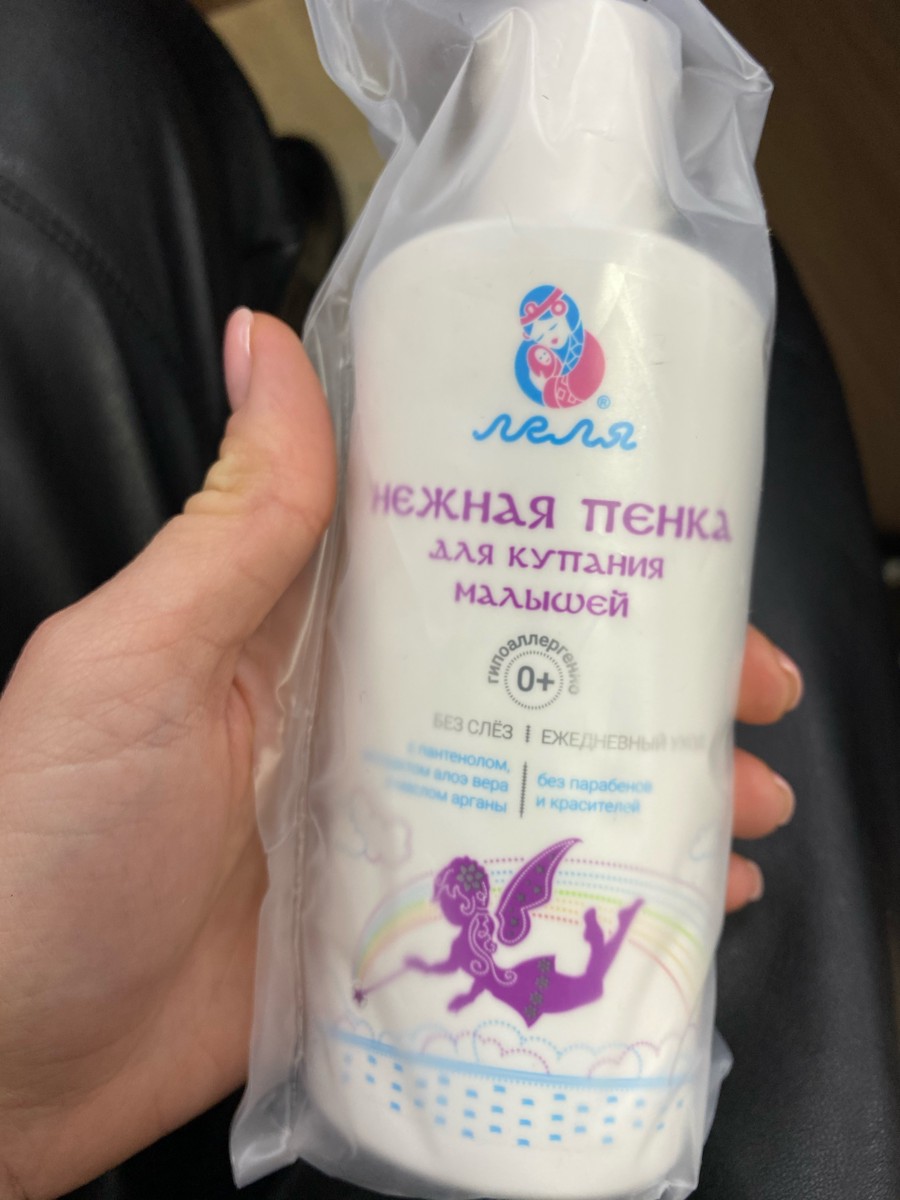 леля
®
НЕЖНАЯ ПЕНКА
ДЛЯ КУПАНИЯ
МАЛЫШЕЙ
гипоаллергенно
0+
БЕЗ СЛЁЗ
ЕЖЕДНЕВНЫЙ УХОД
с пантенолом,
экстрактом алоэ вера
и маслом арганы
без парабенов
и красителей